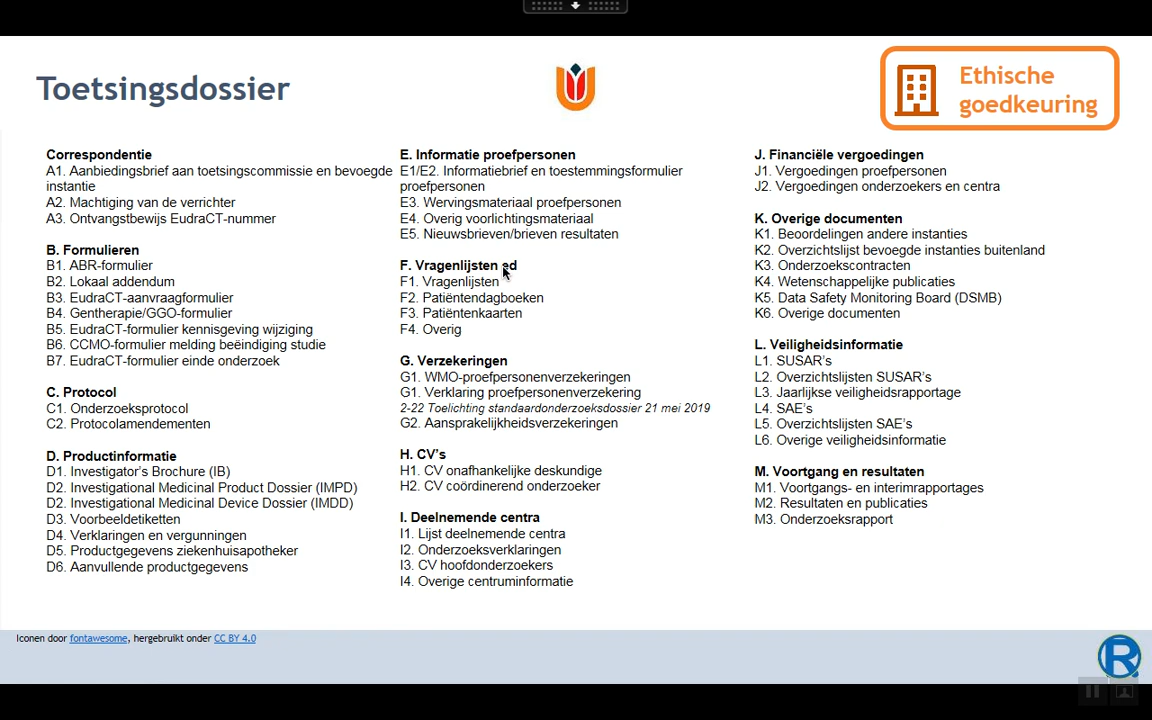 Toetsingsdossier
Ethische
goedkeuring
Correspondentie
A1. Aanbiedingsbrief aan toetsingscommissie en bevoegde
instantie
A2. Machtiging van de verrichter
A3. Ontvangstbewijs EudraCT-nummer
B. Formulieren
B1. ABR-formulier
B2. Lokaal addendum
B3. EudraCT-aanvraagformulier
B4. Gentherapie/GGO-formulier
B5. EudraCT-formulier kennisgeving wijziging
B6. CCMO-formulier melding beëindiging studie
B7. EudraCT-formulier einde onderzoek
C. Protocol
C1. Onderzoeksprotocol
C2. Protocolamendementen
D. Productinformatie
D1. Investigator's Brochure (IB)
D2. Investigational Medicinal Product Dossier (IMPD)
D2. Investigational Medicinal Device Dossier (IMDD)
D3. Voorbeeldetiketten
D4. Verklaringen en vergunningen
D5. Productgegevens ziekenhuisapotheker
D6. Aanvullende productgegevens
E. Informatie proefpersonen
E1/E2. Informatiebrief en toestemmingsformulier
proefpersonen
E3. Wervingsmateriaal proefpersonen
E4. Overig voorlichtingsmateriaal
E5. Nieuwsbrieven/brieven resultaten
F. Vragenlijsten ed
F1. Vragenlijsten
F2. Patiëntendagboeken
F3. Patiëntenkaarten
F4. Overig
G. Verzekeringen
G1. WMO-proefpersonenverzekeringen
G1. Verklaring proefpersonenverzekering
2-22 Toelichting standaardonderzoeksdossier 21 mei 2019
G2. Aansprakelijkheidsverzekeringen
H. CV's
H1. CV onafhankelijke deskundige
H2. CV coördinerend onderzoeker
I. Deelnemende centra
I1. Lijst deelnemende centra
I2. Onderzoeksverklaringen
I3. CV hoofdonderzoekers
I4. Overige centruminformatie
J. Financiële vergoedingen
J1. Vergoedingen proefpersonen
J2. Vergoedingen onderzoekers en centra
K. Overige documenten
K1. Beoordelingen andere instanties
K2. Overzichtslijst bevoegde instanties buitenland
K3. Onderzoekscontracten
K4. Wetenschappelijke publicaties
K5. Data Safety Monitoring Board (DSMB)
K6. Overige documenten
L. Veiligheidsinformatie
L1. SUSAR's
L2. Overzichtslijsten SUSAR's
L3. Jaarlijkse veiligheidsrapportage
L4. SAE's
L5. Overzichtslijsten SAE's
L6. Overige veiligheidsinformatie
M. Voortgang en resultaten
M1. Voortgangs- en interimrapportages
M2. Resultaten en publicaties
M3. Onderzoeksrapport
Iconen door fontawesome, hergebruikt onder CC BY 4.0
R